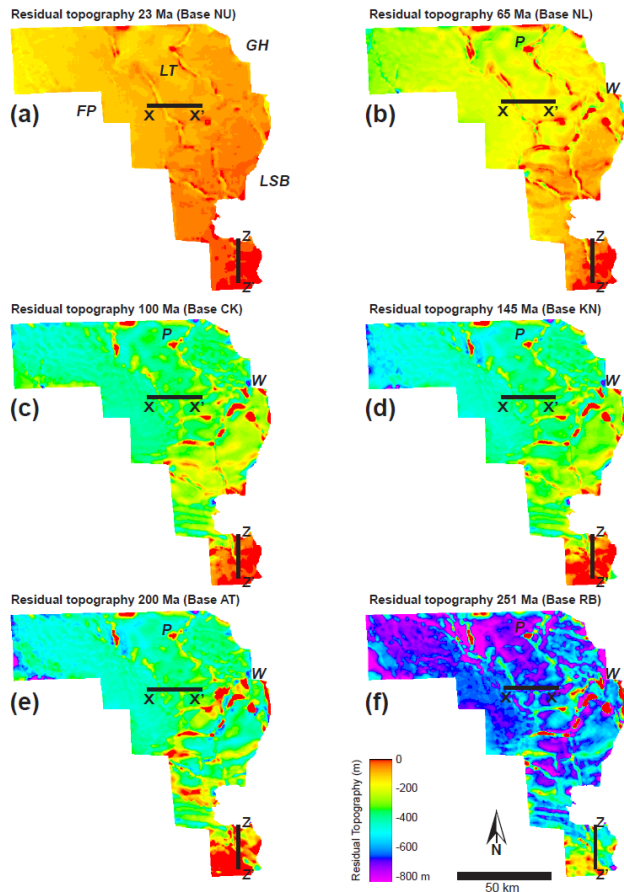 Residual topography 23 Ma (Base NU)
GH
LT
(a)
FP
X X'
LSB
Z
Z'
Residual topography 65 Ma (Base NL)
P
W
(b)
X X'
Z
Z'
Residual topography 100 Ma (Base CK)
P
W
(c)
X X'
Z
Z'
Residual topography 145 Ma (Base KN)
P
W
(d)
X X'
Z
Z'
Residual topography 200 Ma (Base AT)
P
W
(e)
X X'
Z
Z'
Residual topography 251 Ma (Base RB)
P
W
(f)
X X'
Z
Z'
Residual Topography (m)
0
-200
-400
-600
-800 m
N
50 km